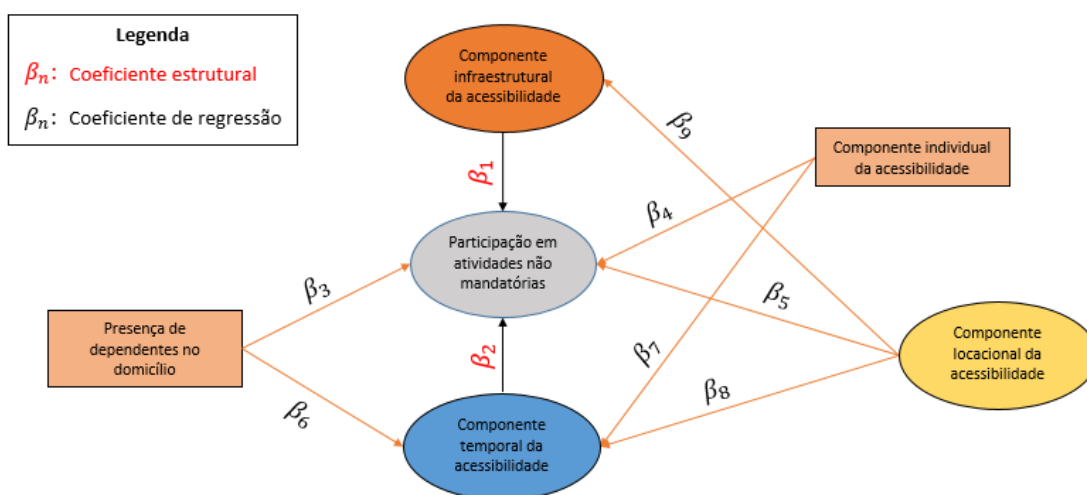 Legenda
βn: Coeficiente estrutural
βn: Coeficiente de regressão
Componente
infraestrutural
da acessibilidade
β9
Componente individual
da acessibilidade
β1
β4
Participação em
atividades não
mandatórias
β3
β5
Presença de
dependentes no
domicílio
β2
β7
Componente
locacional da
acessibilidade
β6
β8
Componente
temporal da
acessibilidade